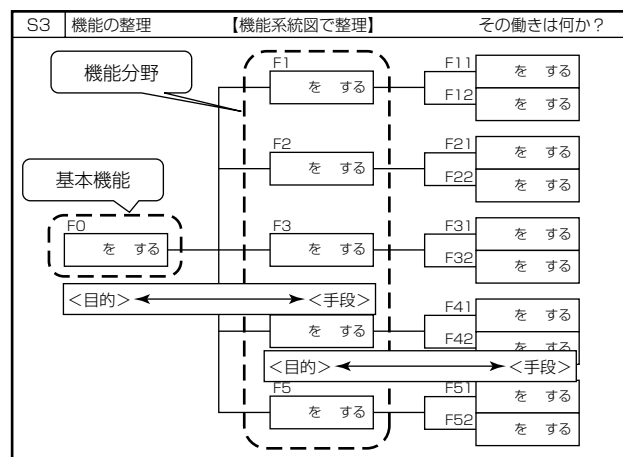 S3 機能の整理 【機能系統図で整理】 その働きは何か？
機能分野
基本機能
F0
を する
F1
を する
F11
を する
F12
を する
F2
を する
F21
を する
F22
を する
F3
を する
F31
を する
F32
を する
<目的> <手段>
を する
F41
を する
F42
を する
<目的> <手段>
F5
を する
F51
を する
F52
を する